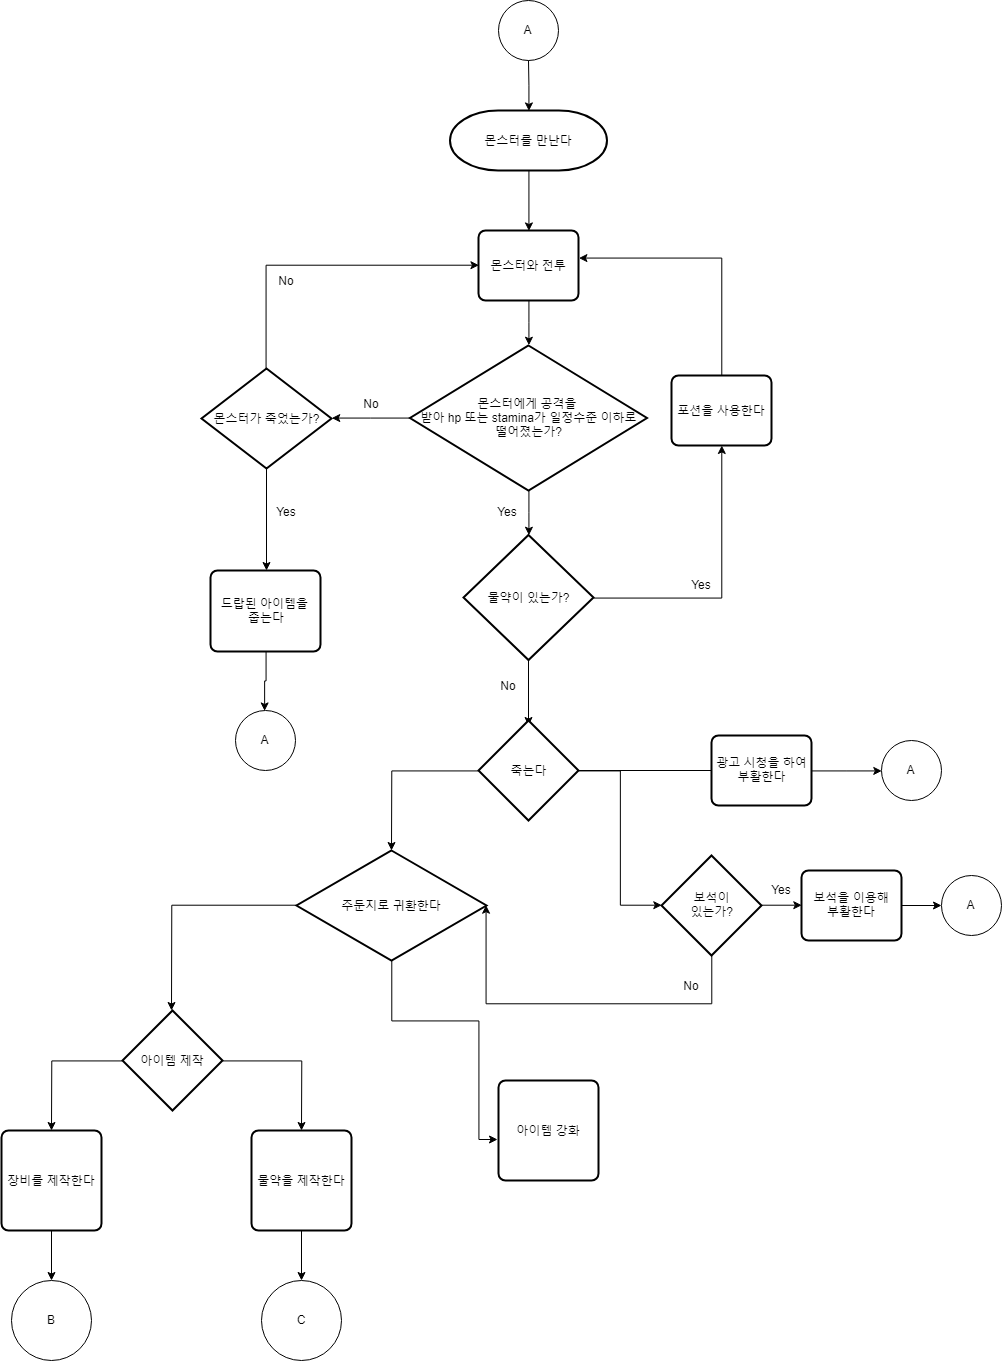 A
몬스터를 만난다
몬스터와 전투
No
몬스터가 죽었는가?
No
몬스터에게 공격을
받아 hp 또는 stamina가 일정수준 이하로
떨어졌는가?
포션을 사용한다
Yes
Yes
물약이 있는가?
Yes
드랍된 아이템을
줍는다
No
A
죽는다
광고 시청을 하여
부활한다
A
주둔지로 귀환한다
보석이
있는가?
Yes
보석을 이용해
부활한다
A
No
아이템 제작
아이템 강화
장비를 제작한다
물약을 제작한다
B
C